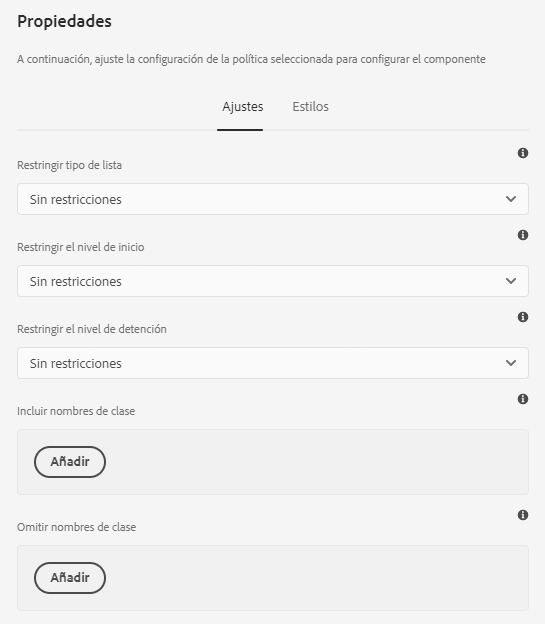 Propiedades
A continuación, ajuste la configuración de la política seleccionada para configurar el componente
Ajustes Estilos
Restringir tipo de lista
Sin restricciones
Restringir el nivel de inicio
Sin restricciones
Restringir el nivel de detención
Sin restricciones
Incluir nombres de clase
Añadir
Omitir nombres de clase
Añadir